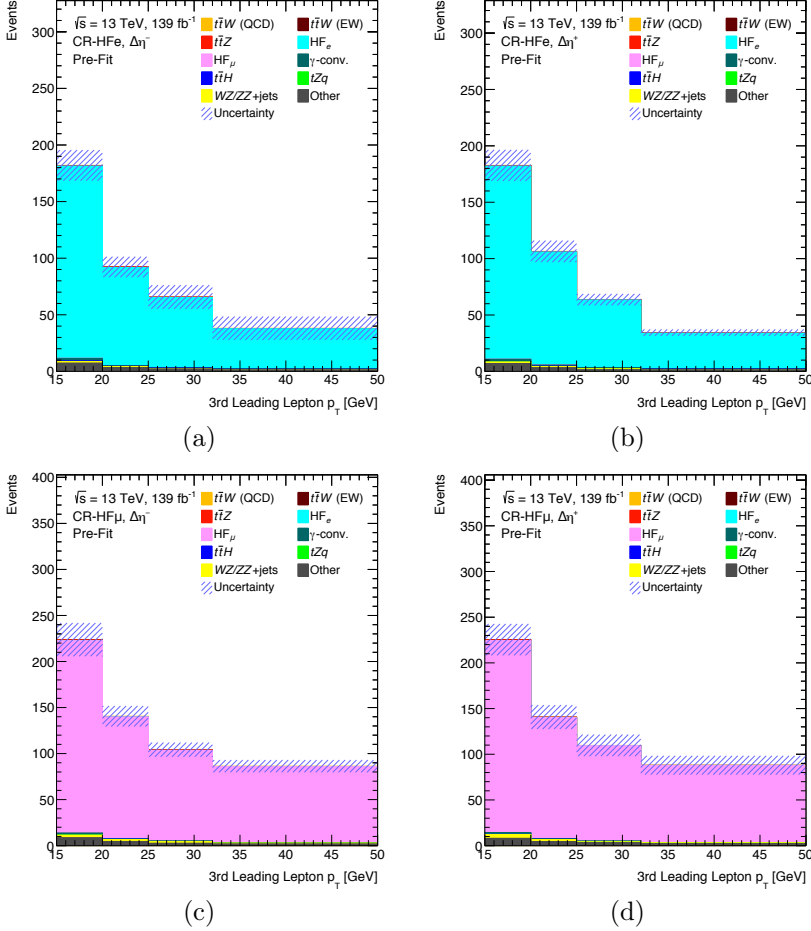 Events
√s = 13 TeV, 139 fb⁻¹
CR-HFe, Δη⁻
Pre-Fit
tt̄W (QCD) tt̄W (EW)
tt̄Z HFₑ
HF_μ γ-conv.
tt̄H tZq
WZ/ZZ+jets Other
Uncertainty
300
250
200
150
100
50
0
15 20 25 30 35 40 45 50
3rd Leading Lepton p_T [GeV]
(a)
Events
√s = 13 TeV, 139 fb⁻¹
CR-HFe, Δη⁺
Pre-Fit
tt̄W (QCD) tt̄W (EW)
tt̄Z HFₑ
HF_μ γ-conv.
tt̄H tZq
WZ/ZZ+jets Other
Uncertainty
300
250
200
150
100
50
0
15 20 25 30 35 40 45 50
3rd Leading Lepton p_T [GeV]
(b)
Events
√s = 13 TeV, 139 fb⁻¹
CR-HFμ, Δη⁻
Pre-Fit
tt̄W (QCD) tt̄W (EW)
tt̄Z HFₑ
HF_μ γ-conv.
tt̄H tZq
WZ/ZZ+jets Other
Uncertainty
400
350
300
250
200
150
100
50
0
15 20 25 30 35 40 45 50
3rd Leading Lepton p_T [GeV]
(c)
Events
√s = 13 TeV, 139 fb⁻¹
CR-HFμ, Δη⁺
Pre-Fit
tt̄W (QCD) tt̄W (EW)
tt̄Z HFₑ
HF_μ γ-conv.
tt̄H tZq
WZ/ZZ+jets Other
Uncertainty
400
350
300
250
200
150
100
50
0
15 20 25 30 35 40 45 50
3rd Leading Lepton p_T [GeV]
(d)